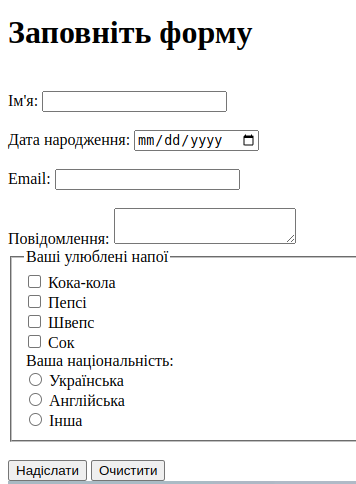 Заповніть форму
Ім'я:
Дата народження: mm/dd/yyyy
Email:
Повідомлення:
Ваші улюблені напої
Кока-кола
Пепсі
Швепс
Сок
Ваша національність:
Українська
Англійська
Інша
Надіслати Очистити